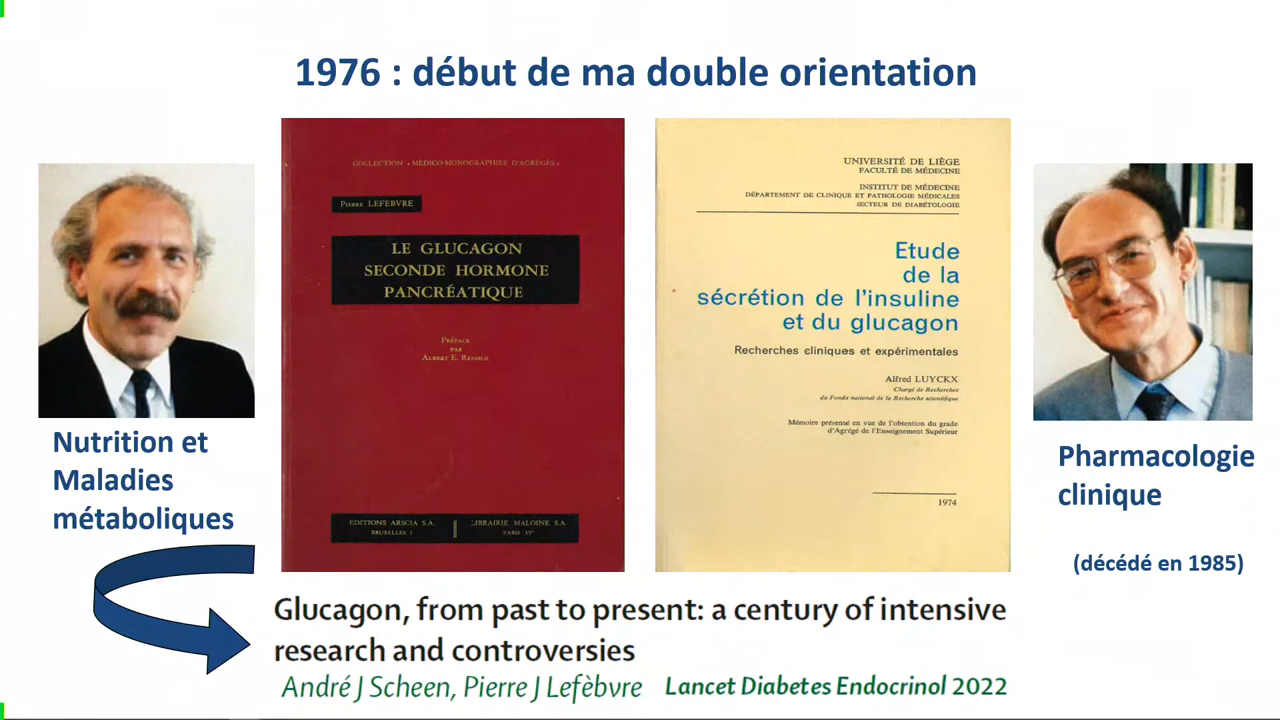 1976 : début de ma double orientation
COLLECTION « MÉDICO-MONOGRAPHIES D'AGRÉGÉS »
PIERRE LEFEBVRE
LE GLUCAGON
SECONDE HORMONE
PANCRÉATIQUE
PRÉFACE
PAR
ALBERT E. RENOLD
EDITIONS ARSCIA S.A.
BRUXELLES 1
LIBRAIRIE MALOINE S.A.
PARIS VIe
UNIVERSITÉ DE LIÈGE
FACULTÉ DE MÉDECINE
INSTITUT DE MÉDECINE
DÉPARTEMENT DE CLINIQUE ET PATHOLOGIE MÉDICALES
SECTEUR DE DIABÉTOLOGIE
Etude
de la
sécrétion de l'insuline
et du glucagon
Recherches cliniques et expérimentales
Alfred LUYCKX
Chargé de Recherches
du Fonds national de la Recherche scientifique
Mémoire présenté en vue de l'obtention du grade
d'Agrégé de l'Enseignement Supérieur
1974
Nutrition et
Maladies
métaboliques
Pharmacologie
clinique
(décédé en 1985)
Glucagon, from past to present: a century of intensive
research and controversies
André J Scheen, Pierre J Lefèbvre Lancet Diabetes Endocrinol 2022